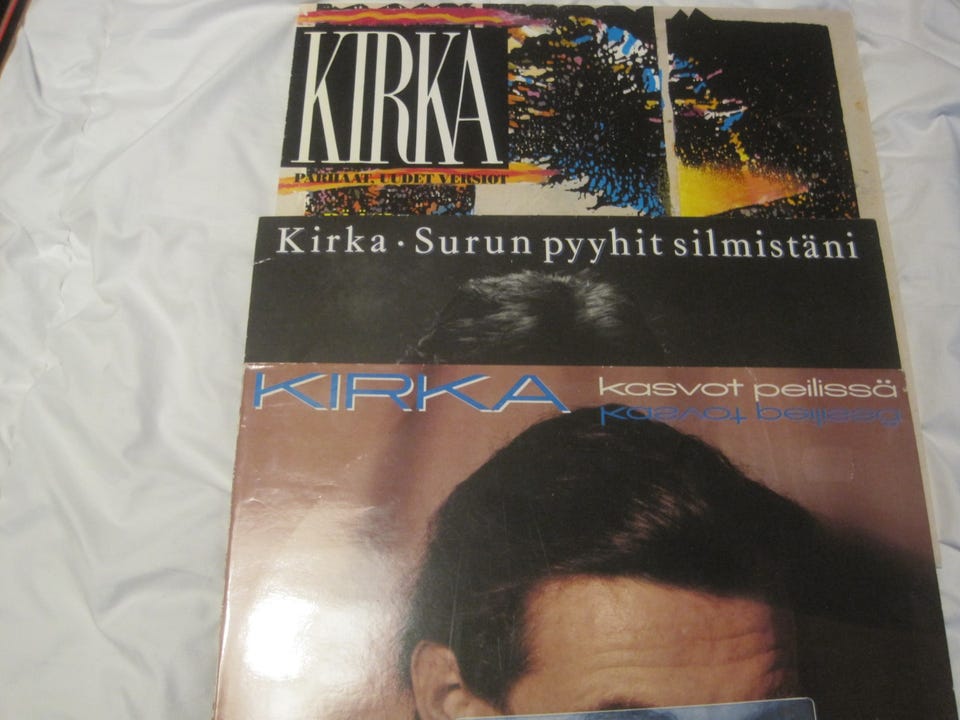 KIRKA
PARHAAT, UUDET VERSIOT
Kirka · Surun pyyhit silmistäni
KIRKA kasvot peilissä
kasvot peilissä